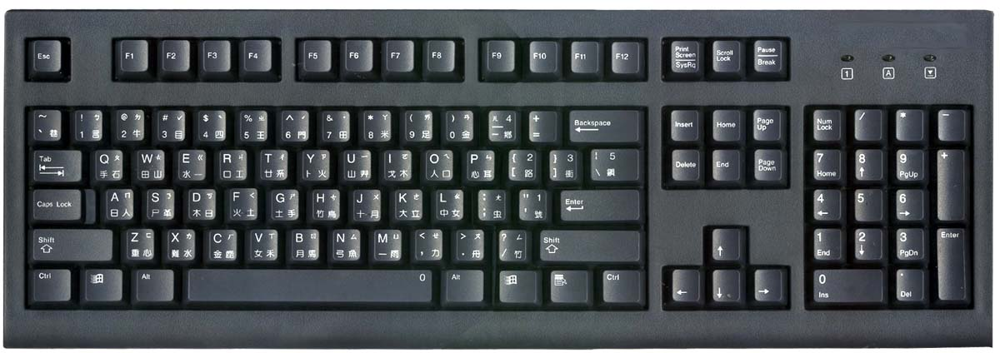 Esc F1 F2 F3 F4 F5 F6 F7 F8 F9 F10 F11 F12 Print Screen SysRq Scroll Lock Pause Break
1 A
~ ` 巷 ! 1 言 @ ㄉ 2 牛 # ˇ 3 目 $ ˋ 4 四 % ㄓ 5 王 ^ ˊ 6 門 & ˙ 7 田 * ㄚ 8 米 ( ㄞ 9 足 ) ㄢ 0 金 ㄦ 4 一 鄉 + = Backspace Insert Home Page Up Num Lock / * −
Tab Q ㄆ 手 石 W ㄊ 田 山 E ㄍ 水 一 R ㄐ 口 工 T ㄔ 廿 糸 Y ㄗ 卜 火 U ㄧ 山 I ㄛ 戈 木 O ㄟ 人 口 P ㄣ 心 耳 { 2 [ 路 } 3 ] 街 | 5 \ 鎮 Delete End Page Down 7 Home 8 ↑ 9 PgUp +
Caps Lock A ㄇ 日 人 S ㄋ 尸 革 D ㄎ 木 日 F ㄑ 火 土 G ㄕ 土 手 H ㄘ 竹 鳥 J ㄨ 十 月 K ㄜ 大 立 L ㄠ 中 女 : ㄤ ; 虫 " 1 ' 號 Enter ← 4 ← 5 6 →
Shift Z ㄈ 重 心 X ㄌ 難 水 C ㄏ 金 鹿 V ㄒ 女 禾 B ㄖ 月 馬 N ㄙ 弓 魚 M ㄩ 一 雨 < ㄝ , 力 > ㄡ . 舟 ? ㄥ / 竹 Shift ↑ 1 End 2 ↓ 3 PgDn Enter
Ctrl Alt 0 Alt Ctrl ← ↓ → 0 Ins . Del